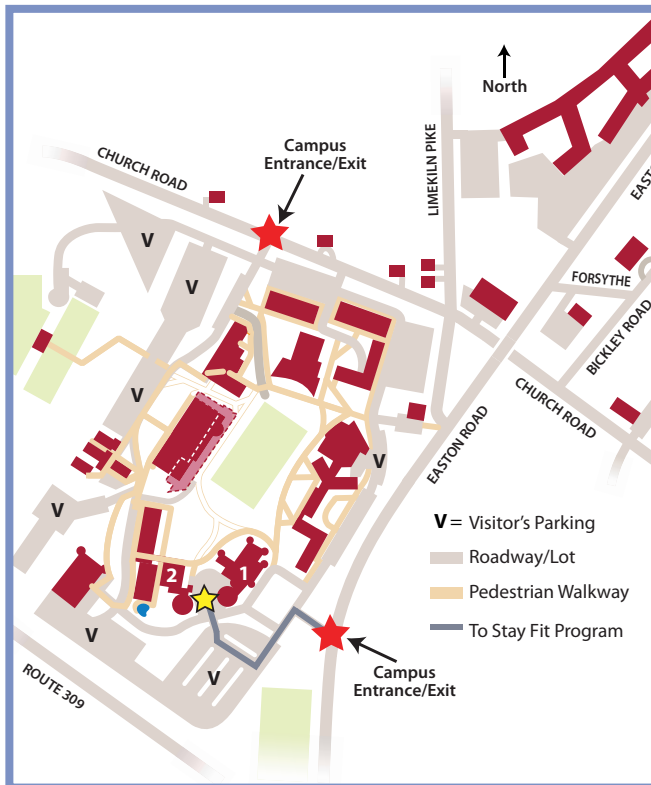 North
Campus
Entrance/Exit
CHURCH ROAD
LIMEKILN PIKE
V
V
FORSYTHE
BICKLEY ROAD
V
CHURCH ROAD
EASTON ROAD
V
V
V = Visitor's Parking
Roadway/Lot
Pedestrian Walkway
To Stay Fit Program
2
1
V
V
Campus
Entrance/Exit
ROUTE 309